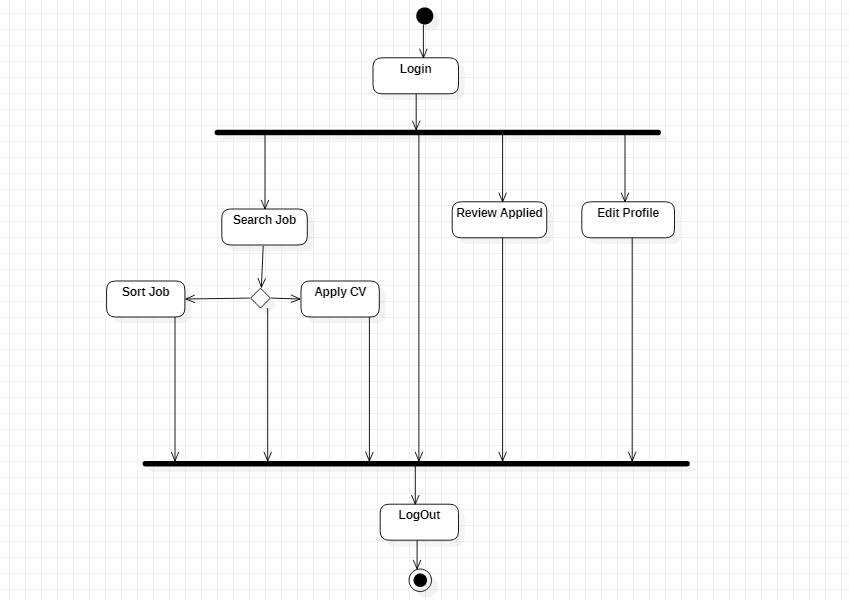 Login
Search Job
Review Applied
Edit Profile
Sort Job
Apply CV
LogOut